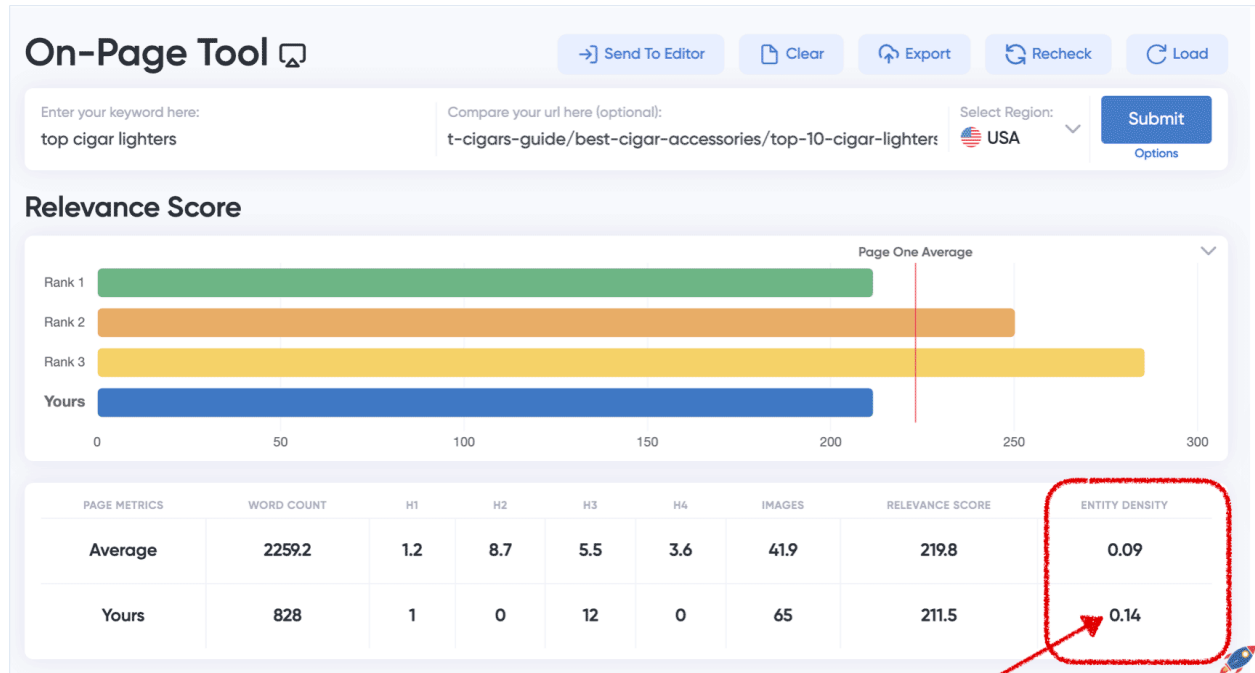 On-Page Tool
Send To Editor
Clear
Export
Recheck
Load
Enter your keyword here:
top cigar lighters
Compare your url here (optional):
t-cigars-guide/best-cigar-accessories/top-10-cigar-lighters
Select Region:
USA
Submit
Options
Relevance Score
Page One Average
Rank 1
Rank 2
Rank 3
Yours
0 50 100 150 200 250 300
PAGE METRICS WORD COUNT H1 H2 H3 H4 IMAGES RELEVANCE SCORE ENTITY DENSITY
Average 2259.2 1.2 8.7 5.5 3.6 41.9 219.8 0.09
Yours 828 1 0 12 0 65 211.5 0.14